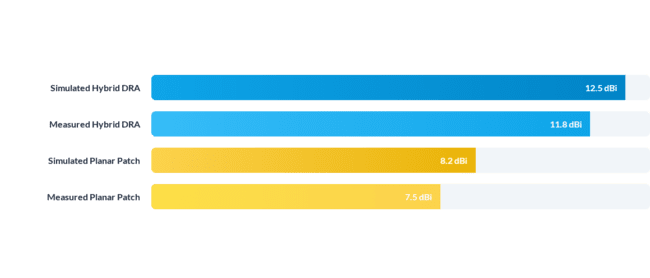 Simulated Hybrid DRA 12.5 dBi
Measured Hybrid DRA 11.8 dBi
Simulated Planar Patch 8.2 dBi
Measured Planar Patch 7.5 dBi